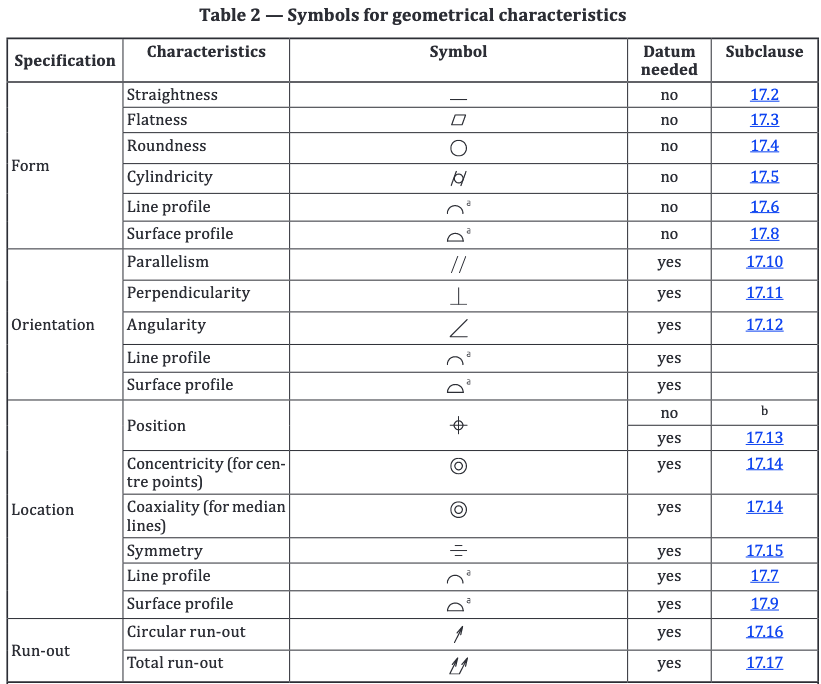 Table 2 — Symbols for geometrical characteristics
Specification Characteristics Symbol Datum needed Subclause
Form
Straightness no 17.2
Flatness no 17.3
Roundness no 17.4
Cylindricity no 17.5
Line profile a no 17.6
Surface profile a no 17.8
Orientation
Parallelism // yes 17.10
Perpendicularity ⊥ yes 17.11
Angularity ∠ yes 17.12
Line profile a yes
Surface profile a yes
Location
Position no b
yes 17.13
Concentricity (for cen-
tre points) yes 17.14
Coaxiality (for median
lines) yes 17.14
Symmetry yes 17.15
Line profile a yes 17.7
Surface profile a yes 17.9
Run-out
Circular run-out yes 17.16
Total run-out yes 17.17